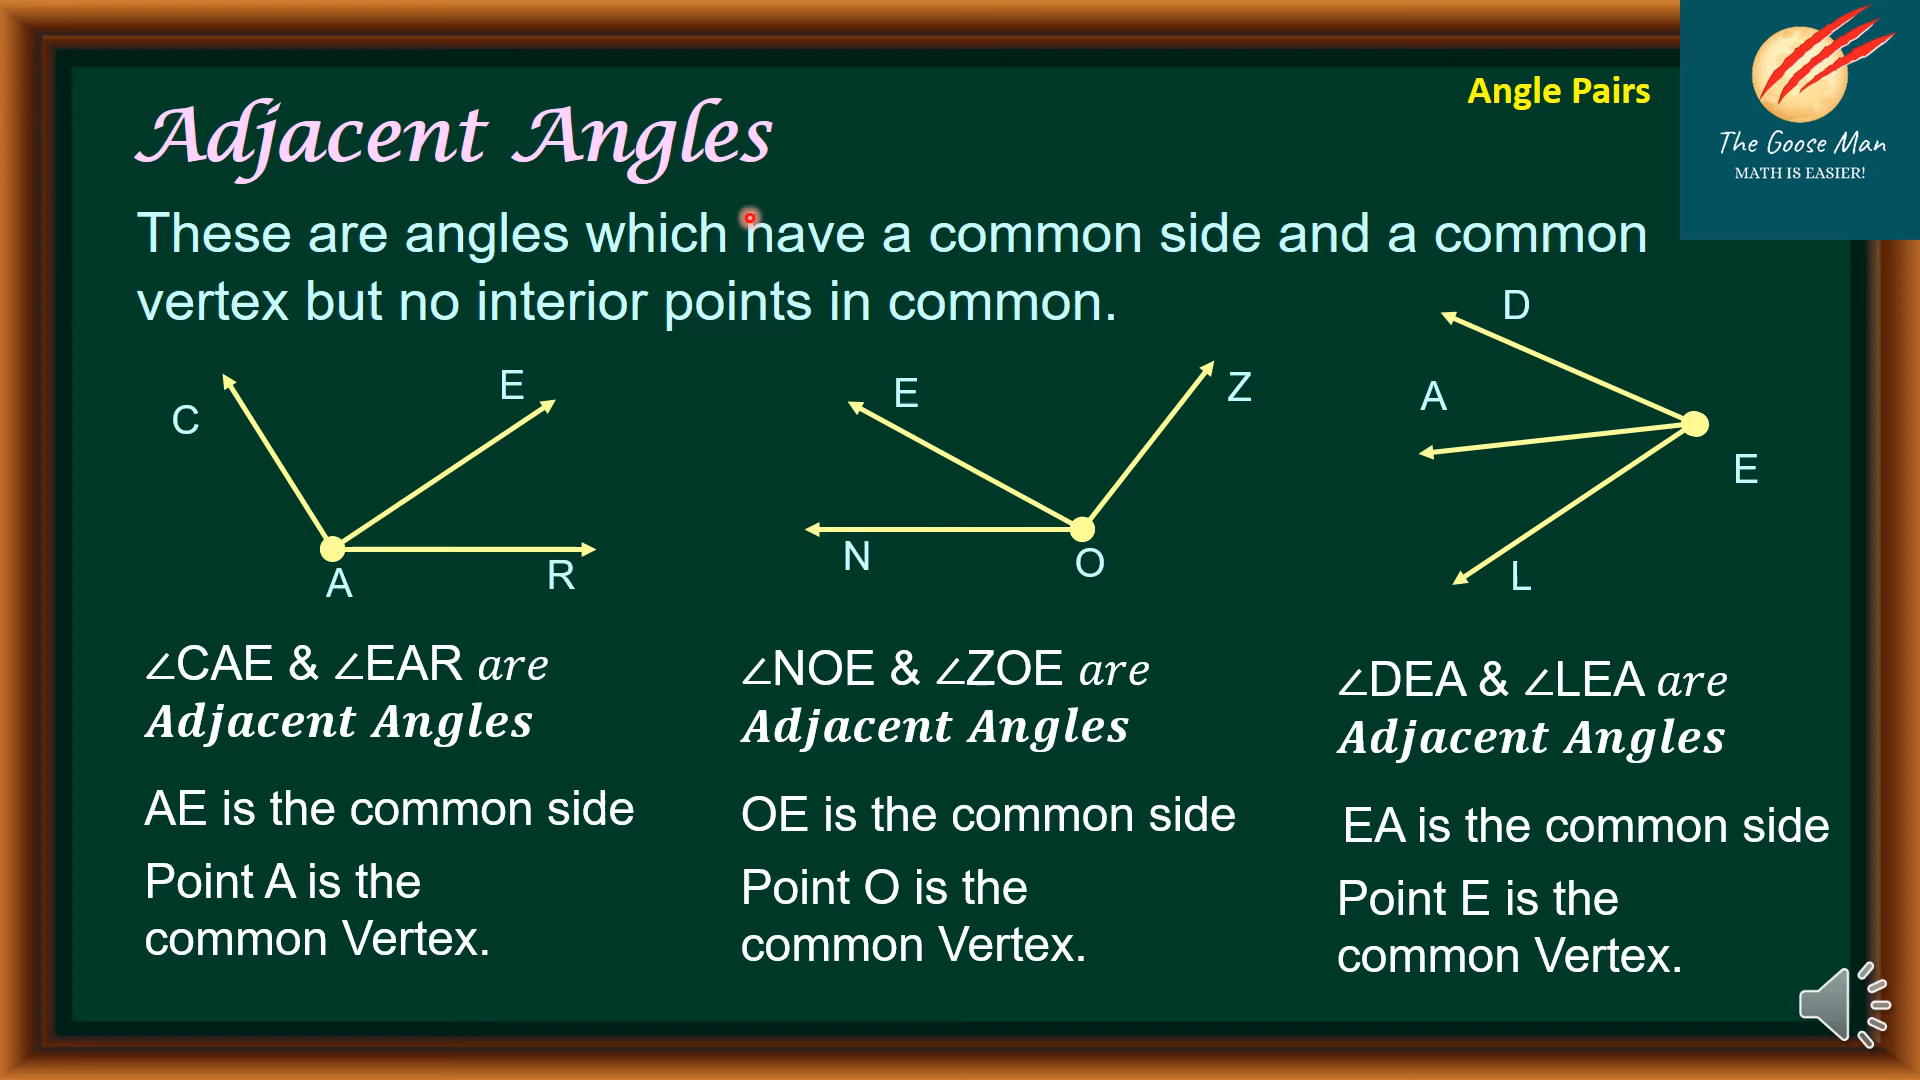 Angle Pairs
The Goose Man
MATH IS EASIER!
Adjacent Angles
These are angles which have a common side and a common
vertex but no interior points in common.
C
E
A
R
E
Z
N
O
D
A
E
L
∠CAE & ∠EAR are
Adjacent Angles
AE is the common side
Point A is the
common Vertex.
∠NOE & ∠ZOE are
Adjacent Angles
OE is the common side
Point O is the
common Vertex.
∠DEA & ∠LEA are
Adjacent Angles
EA is the common side
Point E is the
common Vertex.